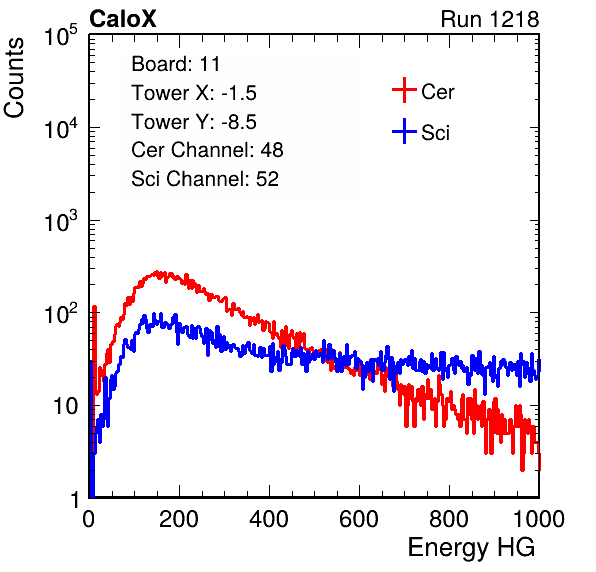 CaloX Run 1218
Counts
Board: 11
Tower X: -1.5
Tower Y: -8.5
Cer Channel: 48
Sci Channel: 52
Cer
Sci
10^5
10^4
10^3
10^2
10
1
0 200 400 600 800 1000
Energy HG